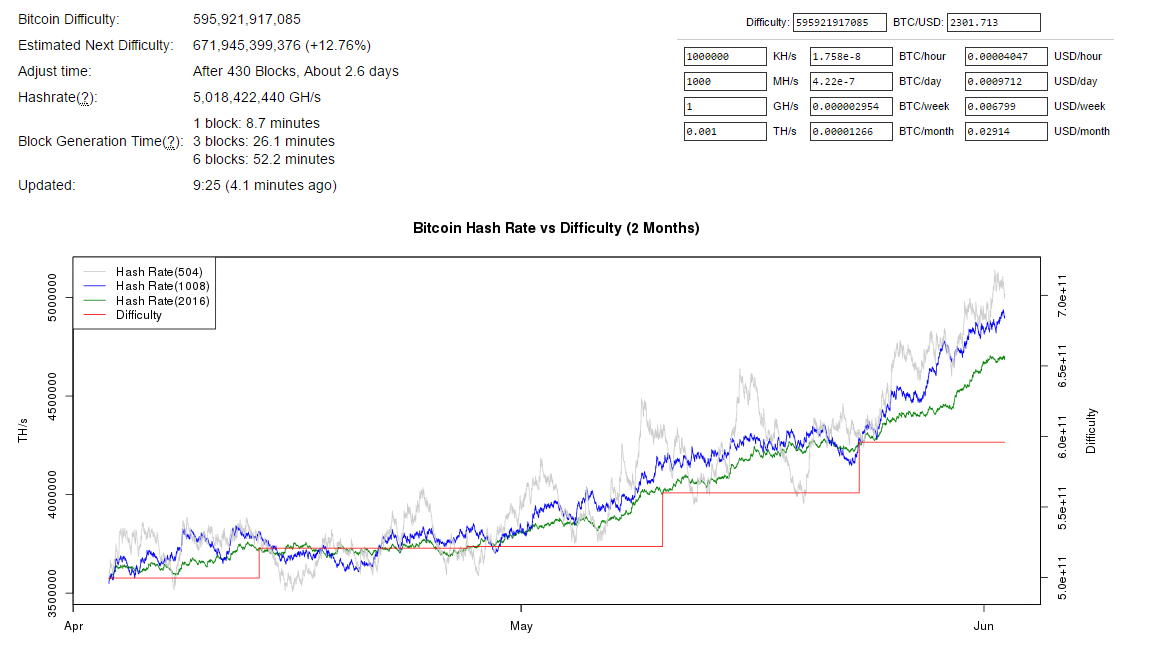 Bitcoin Difficulty: 595,921,917,085
Estimated Next Difficulty: 671,945,399,376 (+12.76%)
Adjust time: After 430 Blocks, About 2.6 days
Hashrate(?): 5,018,422,440 GH/s
1 block: 8.7 minutes
Block Generation Time(?): 3 blocks: 26.1 minutes
6 blocks: 52.2 minutes
Updated: 9:25 (4.1 minutes ago)
Difficulty: 595921917085 BTC/USD: 2301.713
1000000 KH/s 1.758e-8 BTC/hour 0.00004047 USD/hour
1000 MH/s 4.22e-7 BTC/day 0.0009712 USD/day
1 GH/s 0.000002954 BTC/week 0.006799 USD/week
0.001 TH/s 0.00001266 BTC/month 0.02914 USD/month
Bitcoin Hash Rate vs Difficulty (2 Months)
Hash Rate(504)
Hash Rate(1008)
Hash Rate(2016)
Difficulty
TH/s
5000000
4500000
4000000
3500000
7.0e+11
6.5e+11
6.0e+11
5.5e+11
5.0e+11
Difficulty
Apr May Jun